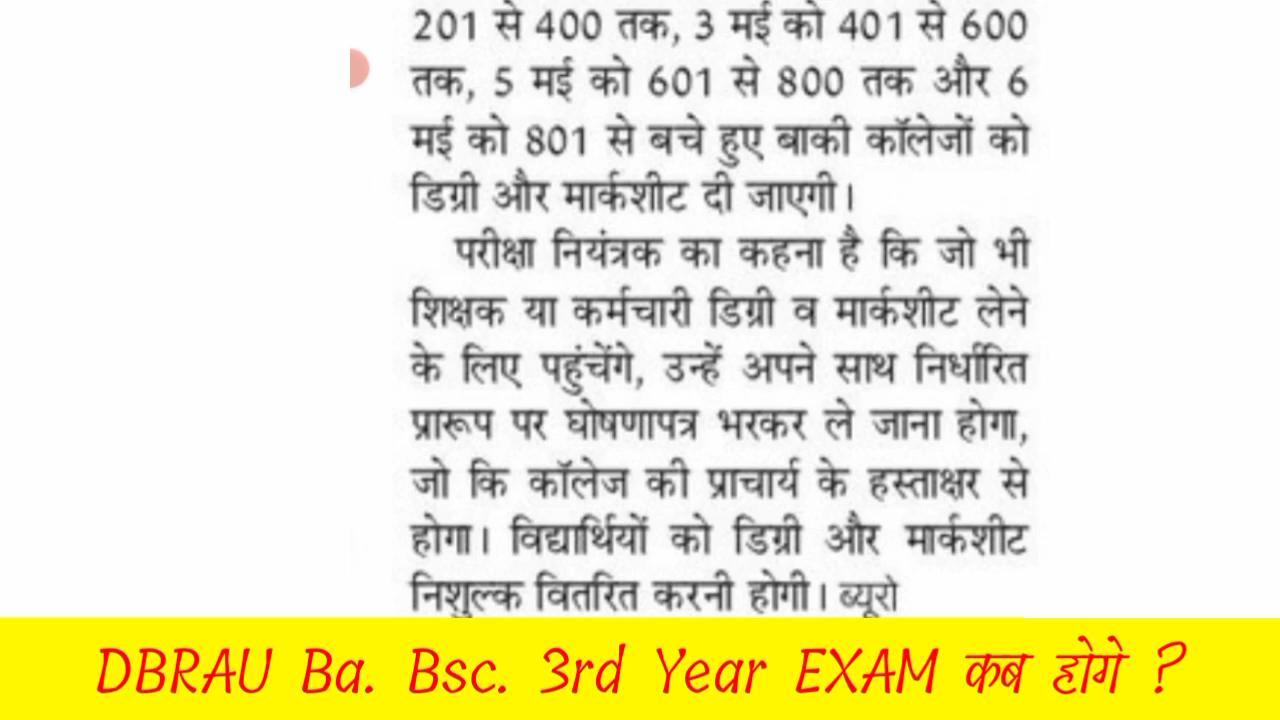 201 से 400 तक, 3 मई को 401 से 600
तक, 5 मई को 601 से 800 तक और 6
मई को 801 से बचे हुए बाकी कॉलेजों को
डिग्री और मार्कशीट दी जाएगी।
परीक्षा नियंत्रक का कहना है कि जो भी
शिक्षक या कर्मचारी डिग्री व मार्कशीट लेने
के लिए पहुंचेंगे, उन्हें अपने साथ निर्धारित
प्रारूप पर घोषणापत्र भरकर ले जाना होगा,
जो कि कॉलेज की प्राचार्य के हस्ताक्षर से
होगा। विद्यार्थियों को डिग्री और मार्कशीट
निशुल्क वितरित करनी होगी। ब्यूरो
DBRAU Ba. Bsc. 3rd Year EXAM कब होगे ?